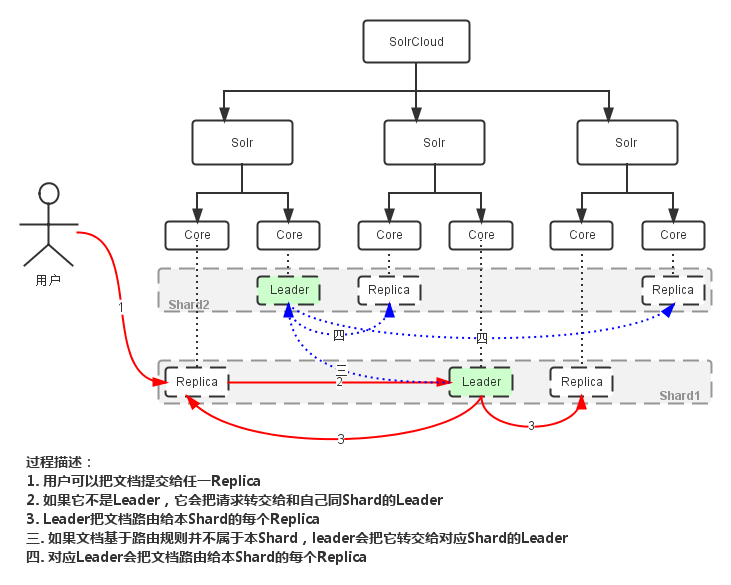 SolrCloud
Solr Solr Solr
Core Core Core Core Core Core
用户
Leader Replica Replica
Shard2
1
四 四
三
Replica 2 Leader Replica
Shard1
3 3
过程描述：
1. 用户可以把文档提交给任一Replica
2. 如果它不是Leader，它会把请求转交给和自己同Shard的Leader
3. Leader把文档路由给本Shard的每个Replica
三. 如果文档基于路由规则并不属于本Shard，leader会把它转交给对应Shard的Leader
四. 对应Leader会把文档路由给本Shard的每个Replica